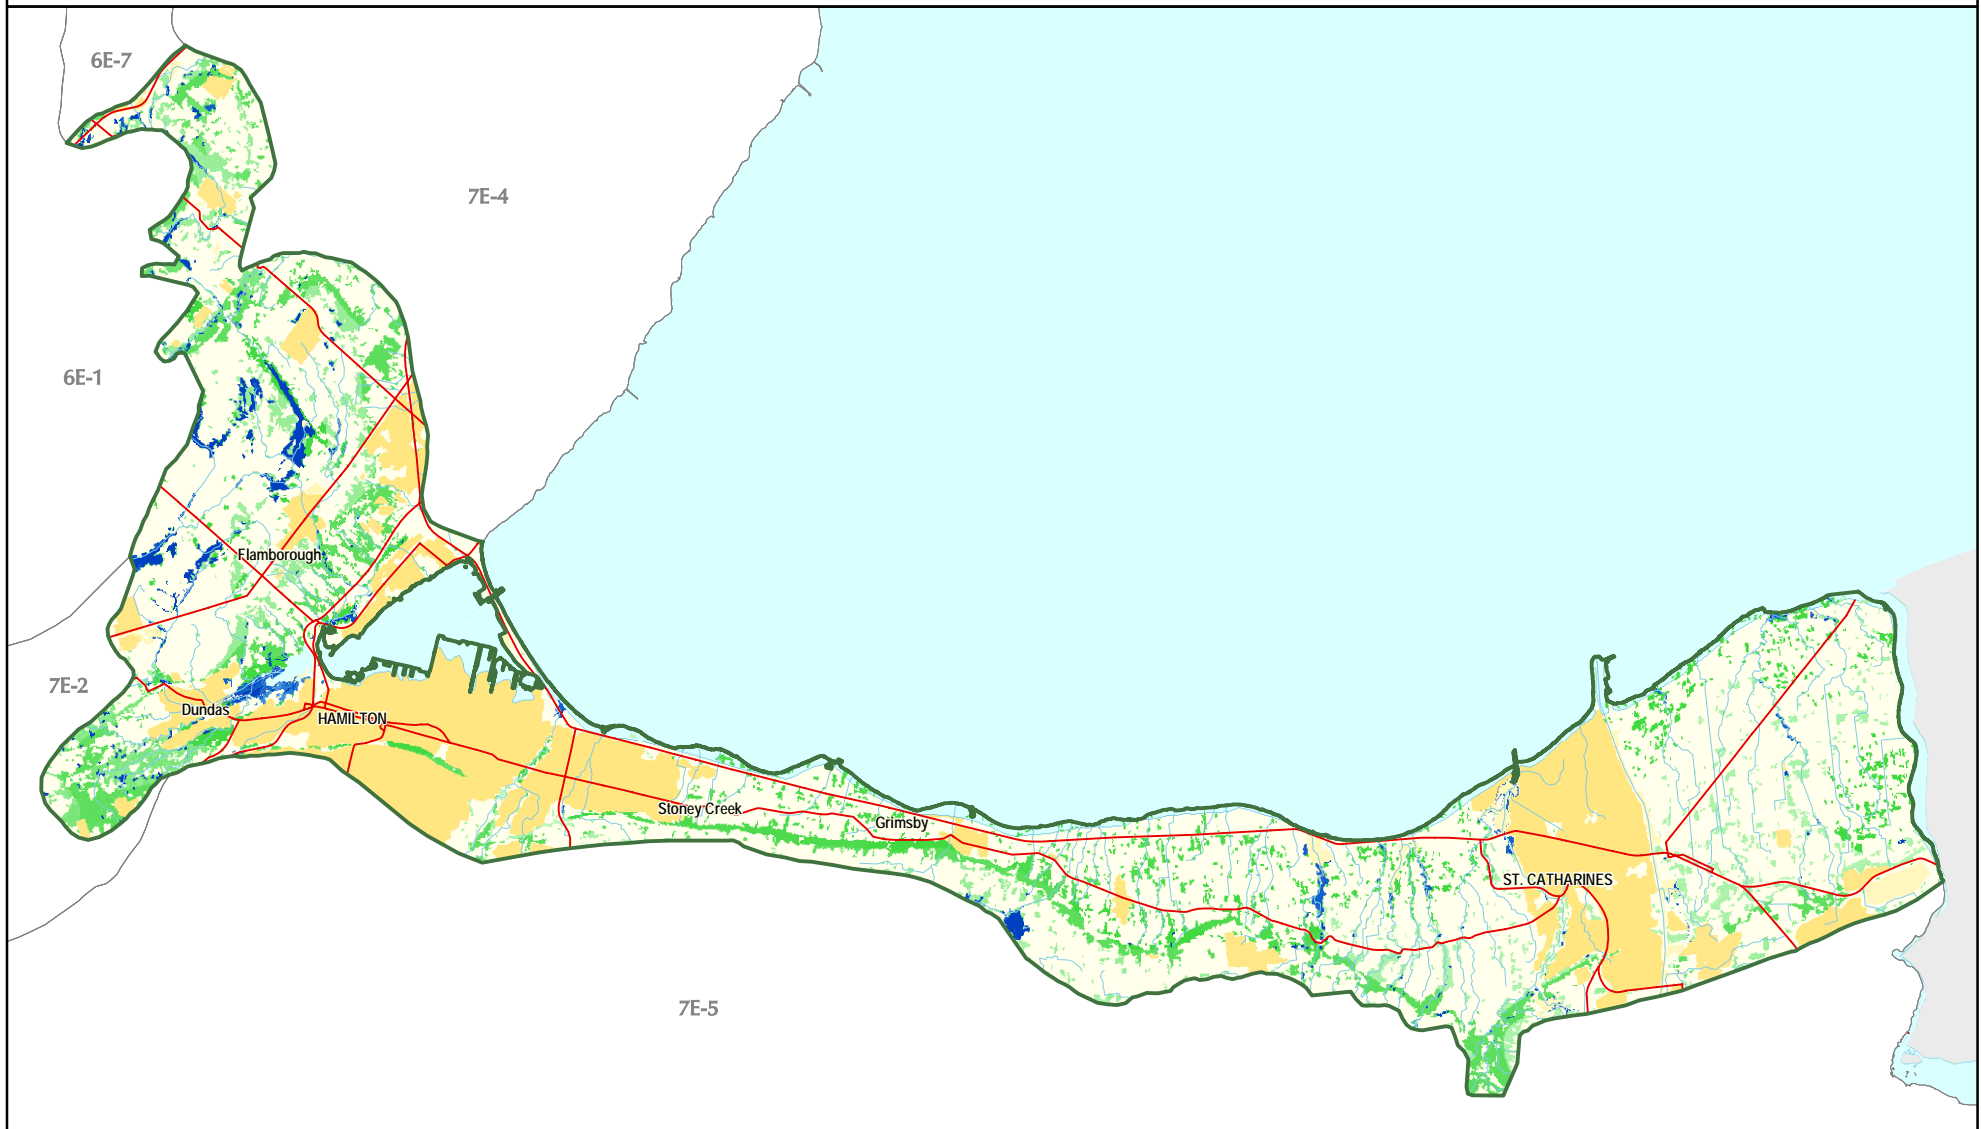 6E-7
7E-4
6E-1
Flamborough
7E-2
Dundas
HAMILTON
Stoney Creek
Grimsby
ST. CATHARINES
7E-5